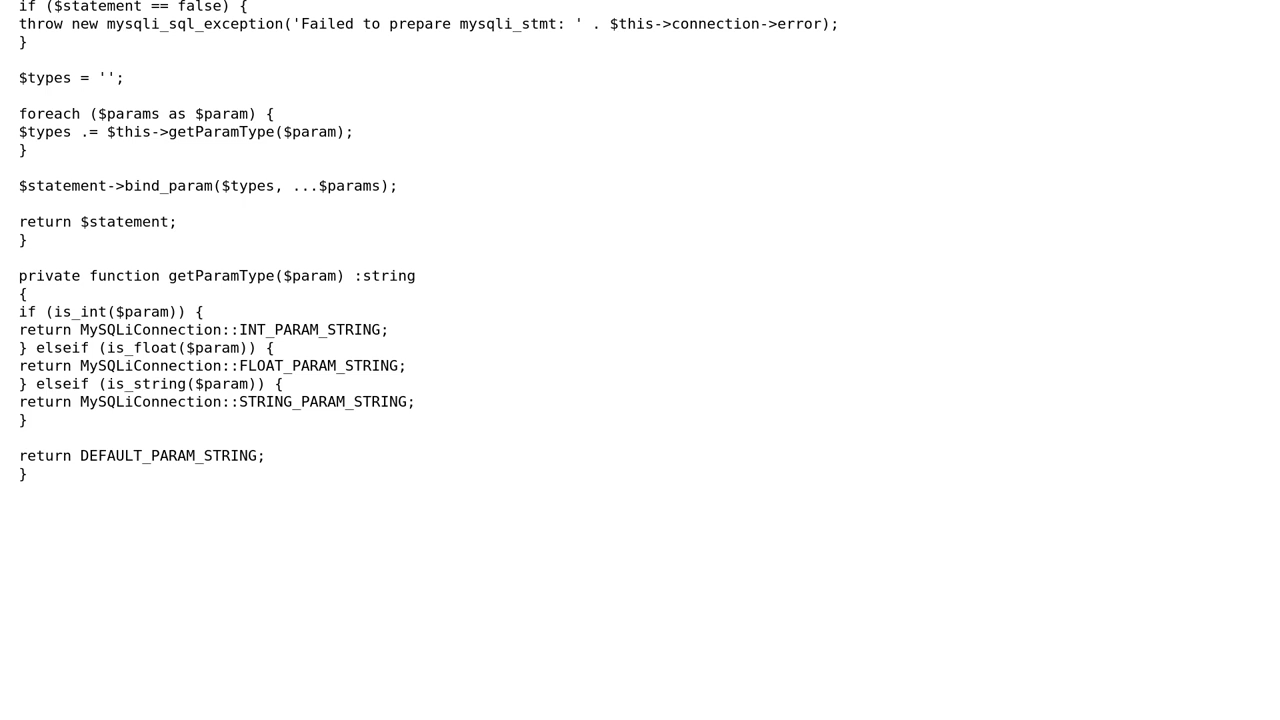 if ($statement == false) {
throw new mysqli_sql_exception('Failed to prepare mysqli_stmt: ' . $this->connection->error);
}

$types = '';

foreach ($params as $param) {
$types .= $this->getParamType($param);
}

$statement->bind_param($types, ...$params);

return $statement;
}

private function getParamType($param) :string
{
if (is_int($param)) {
return MySQLiConnection::INT_PARAM_STRING;
} elseif (is_float($param)) {
return MySQLiConnection::FLOAT_PARAM_STRING;
} elseif (is_string($param)) {
return MySQLiConnection::STRING_PARAM_STRING;
}

return DEFAULT_PARAM_STRING;
}